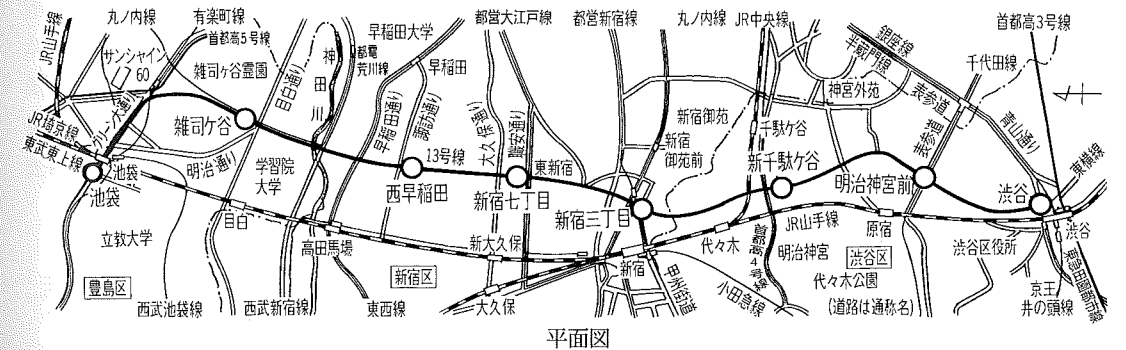 JR山手線
丸ノ内線
有楽町線
首都高5号線
サンシャイン
60
雑司ケ谷霊園
目白通り
神田川
都電
荒川線
早稲田大学
早稲田
都営大江戸線
都営新宿線
丸ノ内線
JR中央線
銀座線
半蔵門線
首都高3号線
千代田線
表参道
神宮外苑
青山通り
東横線
JR埼京線
東武東上線
グリーン大通り
池袋
池袋
明治通り
雑司ケ谷
学習院
大学
早稲田通り
諏訪通り
13号線
西早稲田
大久保通り
職安通り
東新宿
新宿七丁目
新宿三丁目
新宿御苑
新宿
御苑前
千駄ケ谷
新千駄ケ谷
表参道
明治神宮前
渋谷
渋谷
立教大学
豊島区
目白
高田馬場
新大久保
新宿区
新宿
代々木
JR山手線
首都高4号線
明治神宮
原宿
渋谷区
代々木公園
(道路は通称名)
渋谷区役所
西武池袋線
西武新宿線
東西線
大久保
甲州街道
小田急線
京王
井の頭線
東急田園都市線
平面図